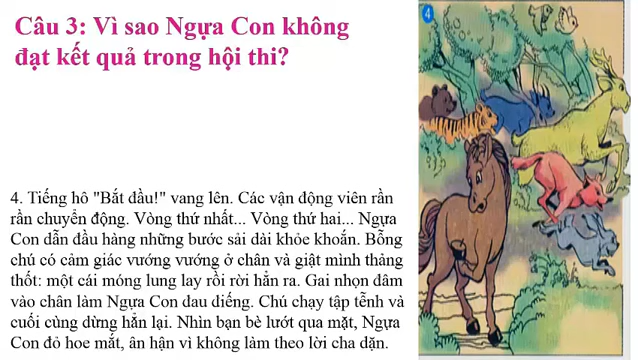 Câu 3: Vì sao Ngựa Con không
đạt kết quả trong hội thi?
4
4. Tiếng hô "Bắt đầu!" vang lên. Các vận động viên rần
rần chuyển động. Vòng thứ nhất... Vòng thứ hai... Ngựa
Con dẫn đầu hàng những bước sải dài khỏe khoắn. Bỗng
chú có cảm giác vướng vướng ở chân và giật mình thảng
thốt: một cái móng lung lay rồi rời hẳn ra. Gai nhọn đâm
vào chân làm Ngựa Con đau điếng. Chú chạy tập tễnh và
cuối cùng dừng hẳn lại. Nhìn bạn bè lướt qua mặt, Ngựa
Con đỏ hoe mắt, ân hận vì không làm theo lời cha dặn.